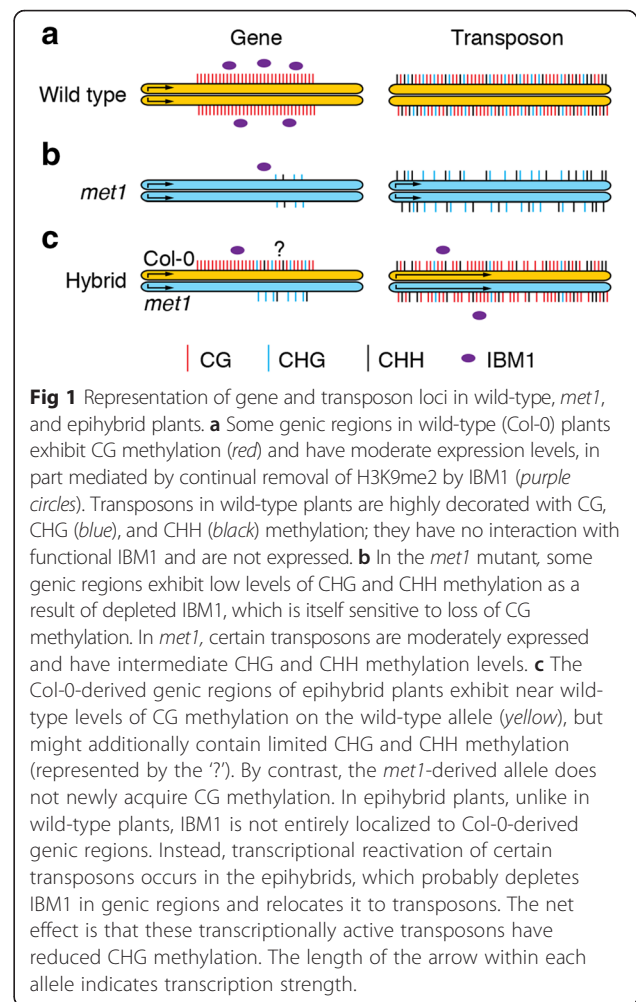 a
Gene Transposon
Wild type
b
met1
c
Col-0 ?
Hybrid
met1
CG CHG CHH IBM1
Fig 1 Representation of gene and transposon loci in wild-type, met1,
and epihybrid plants. a Some genic regions in wild-type (Col-0) plants
exhibit CG methylation (red) and have moderate expression levels, in
part mediated by continual removal of H3K9me2 by IBM1 (purple
circles). Transposons in wild-type plants are highly decorated with CG,
CHG (blue), and CHH (black) methylation; they have no interaction with
functional IBM1 and are not expressed. b In the met1 mutant, some
genic regions exhibit low levels of CHG and CHH methylation as a
result of depleted IBM1, which is itself sensitive to loss of CG
methylation. In met1, certain transposons are moderately expressed
and have intermediate CHG and CHH methylation levels. c The
Col-0-derived genic regions of epihybrid plants exhibit near wild-
type levels of CG methylation on the wild-type allele (yellow), but
might additionally contain limited CHG and CHH methylation
(represented by the ‘?’). By contrast, the met1-derived allele does
not newly acquire CG methylation. In epihybrid plants, unlike in
wild-type plants, IBM1 is not entirely localized to Col-0-derived
genic regions. Instead, transcriptional reactivation of certain
transposons occurs in the epihybrids, which probably depletes
IBM1 in genic regions and relocates it to transposons. The net
effect is that these transcriptionally active transposons have
reduced CHG methylation. The length of the arrow within each
allele indicates transcription strength.